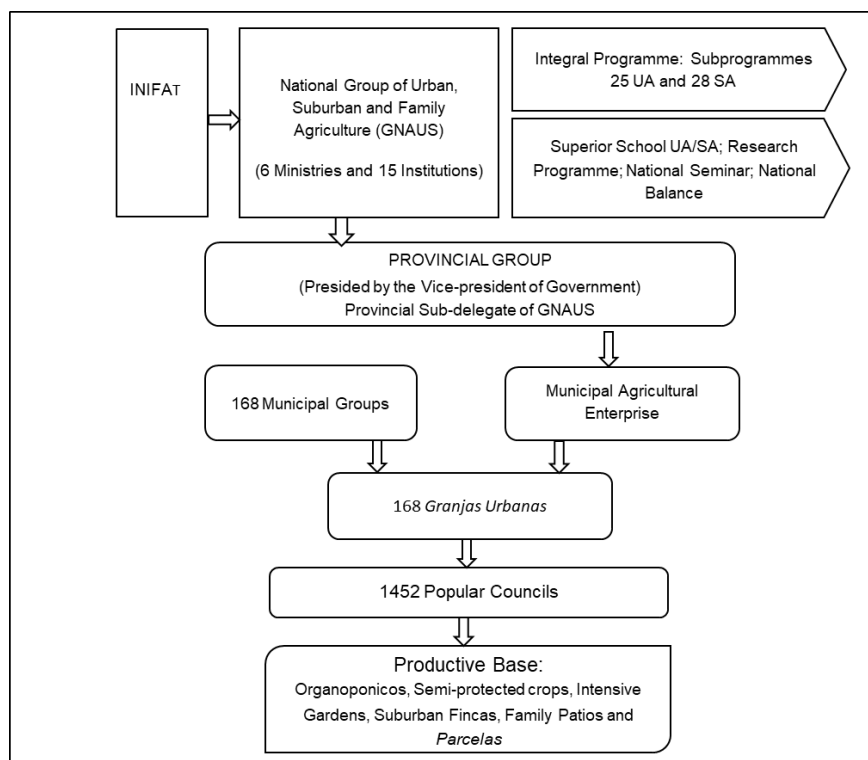 INIFAT
National Group of Urban,
Suburban and Family
Agriculture (GNAUS)
(6 Ministries and 15 Institutions)
Integral Programme: Subprogrammes
25 UA and 28 SA
Superior School UA/SA; Research
Programme; National Seminar; National
Balance
PROVINCIAL GROUP
(Presided by the Vice-president of Government)
Provincial Sub-delegate of GNAUS
168 Municipal Groups
Municipal Agricultural
Enterprise
168 Granjas Urbanas
1452 Popular Councils
Productive Base:
Organoponicos, Semi-protected crops, Intensive
Gardens, Suburban Fincas, Family Patios and
Parcelas